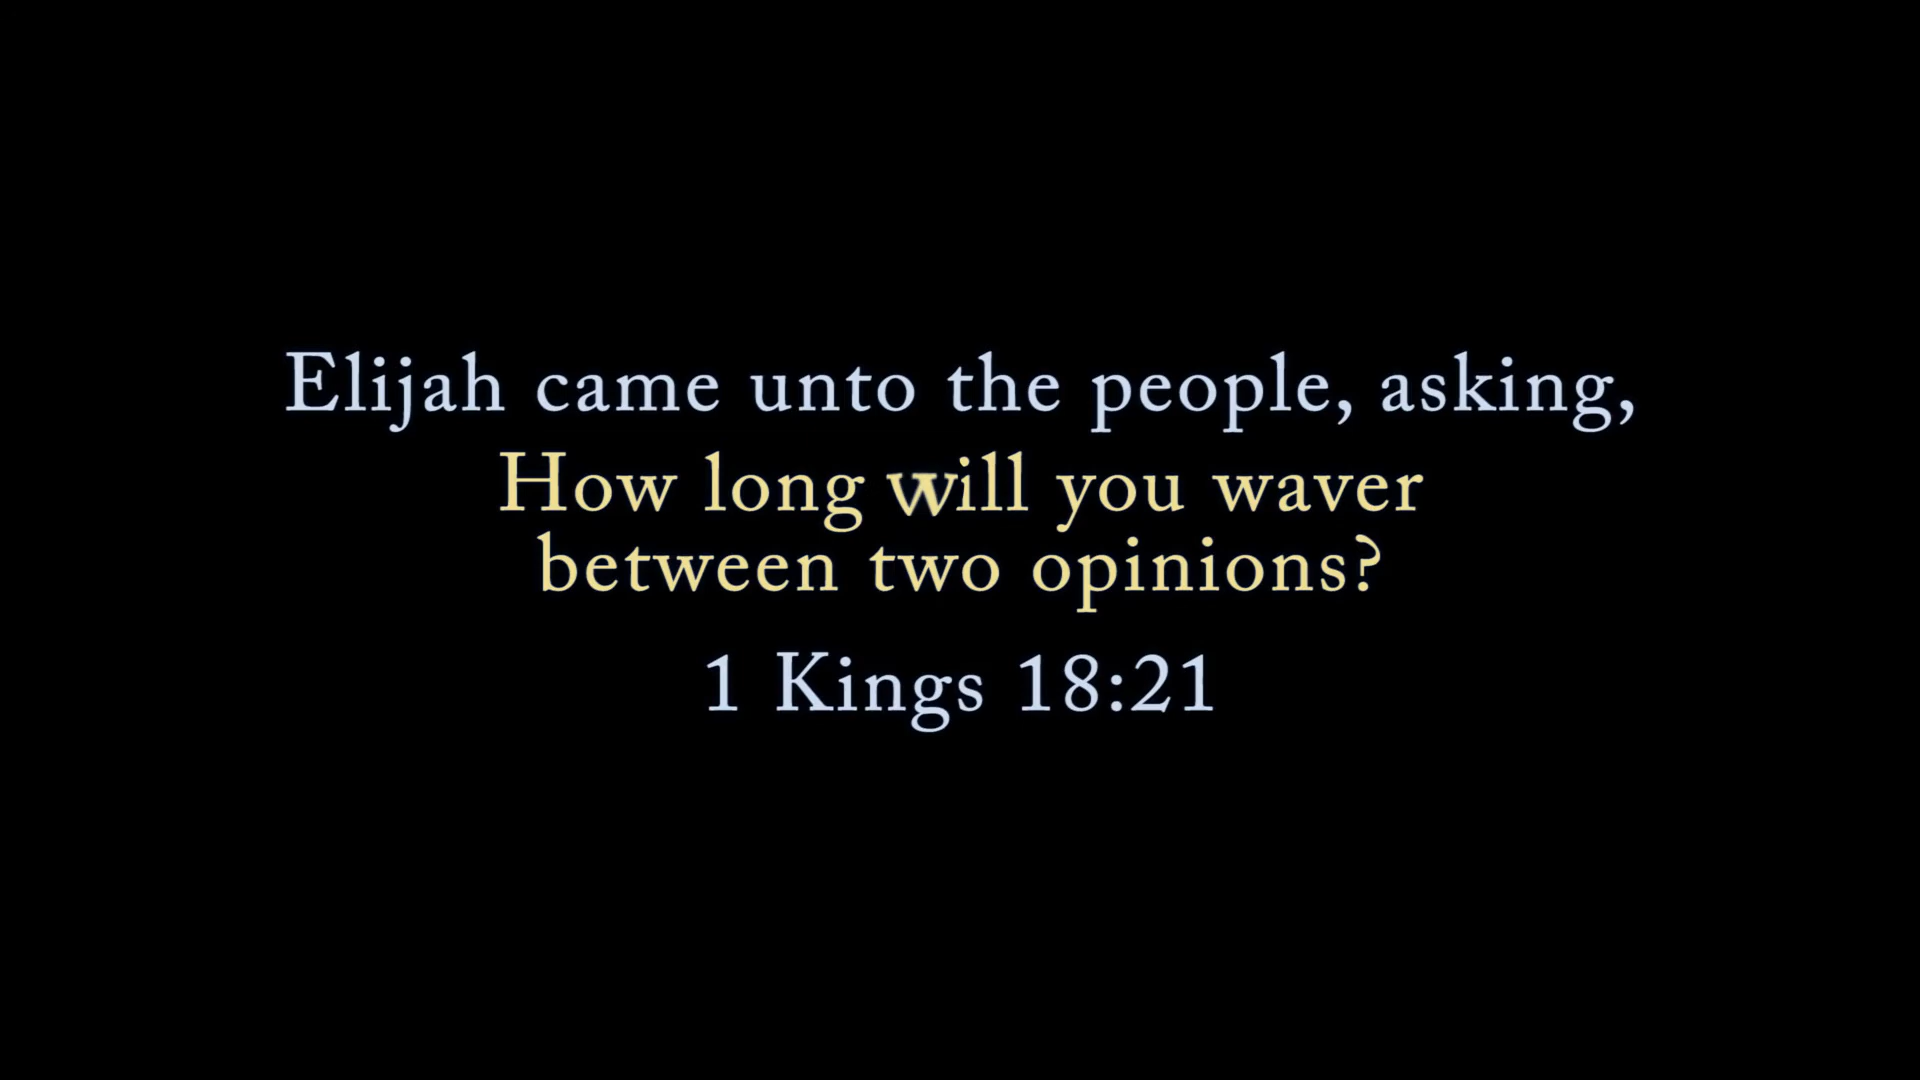 Elijah came unto the people, asking,
How long will you waver
between two opinions?
1 Kings 18:21